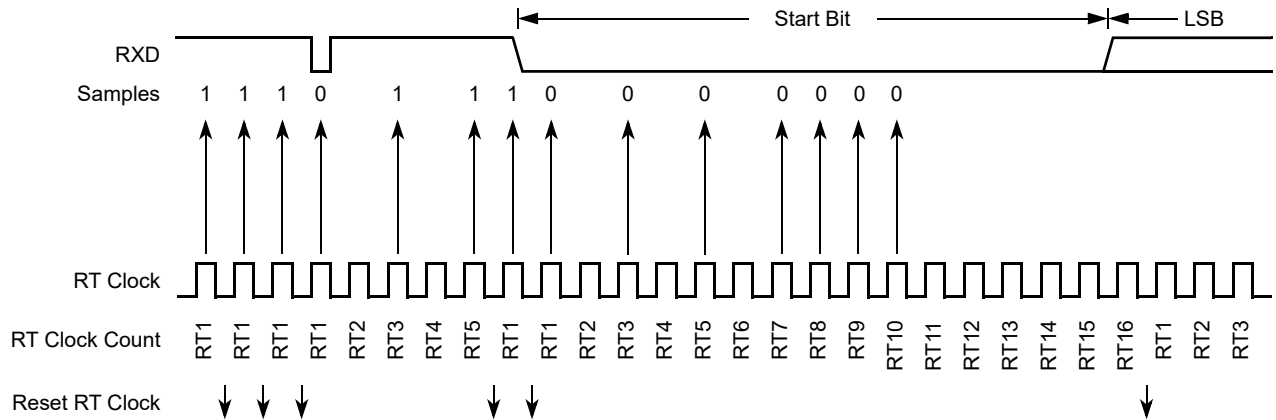 Start Bit LSB
RXD
Samples 1 1 1 0 1 1 1 0 0 0 0 0 0 0
RT Clock
RT Clock Count RT1 RT1 RT1 RT1 RT2 RT3 RT4 RT5 RT1 RT1 RT2 RT3 RT4 RT5 RT6 RT7 RT8 RT9 RT10 RT11 RT12 RT13 RT14 RT15 RT16 RT1 RT2 RT3
Reset RT Clock